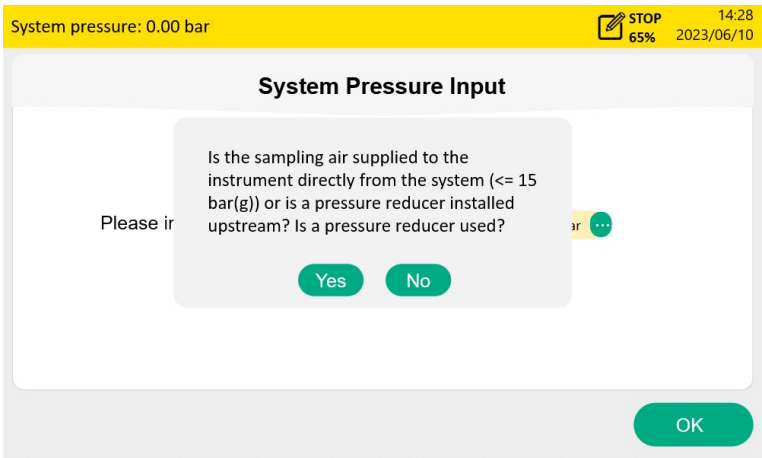 System pressure: 0.00 bar
STOP
65%
14:28
2023/06/10
System Pressure Input
Is the sampling air supplied to the
instrument directly from the system (<= 15
bar(g)) or is a pressure reducer installed
upstream? Is a pressure reducer used?
Please
Yes
No
OK